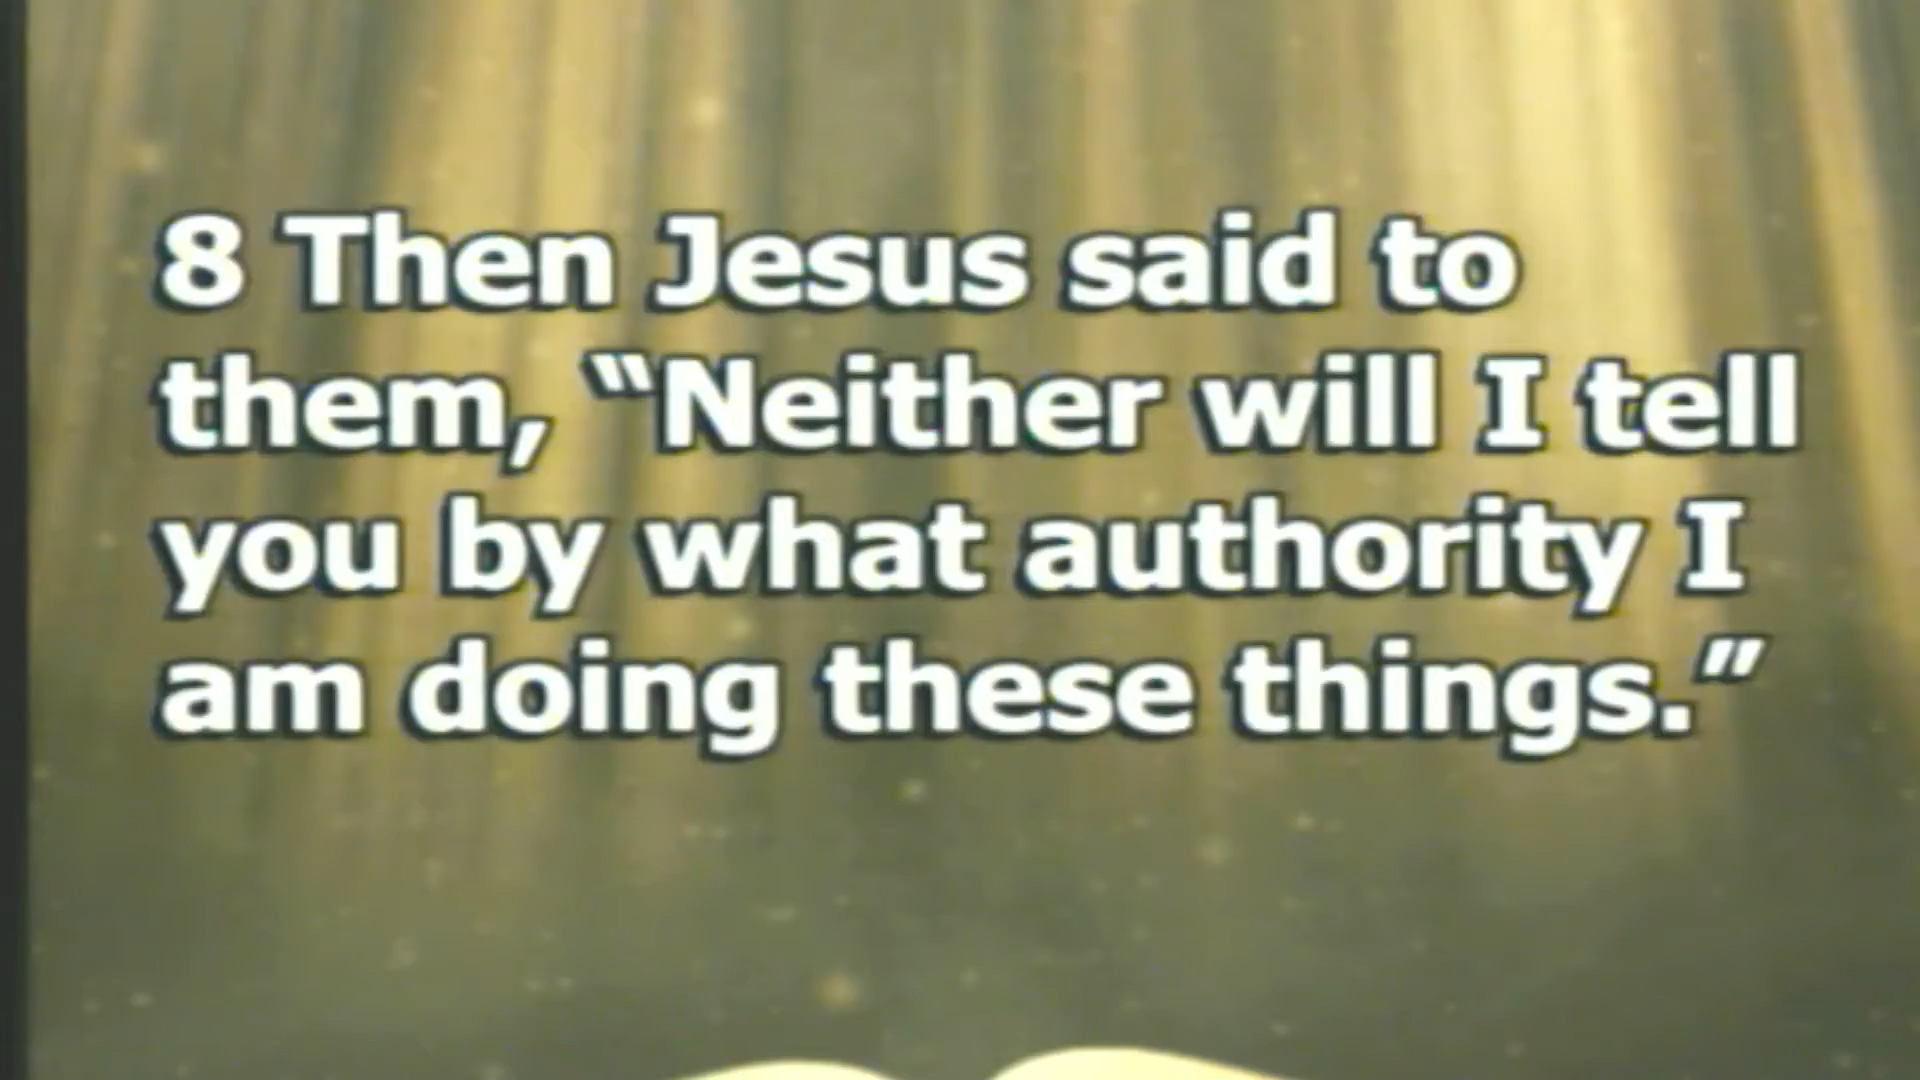 8 Then Jesus said to
them, “Neither will I tell
you by what authority I
am doing these things.”